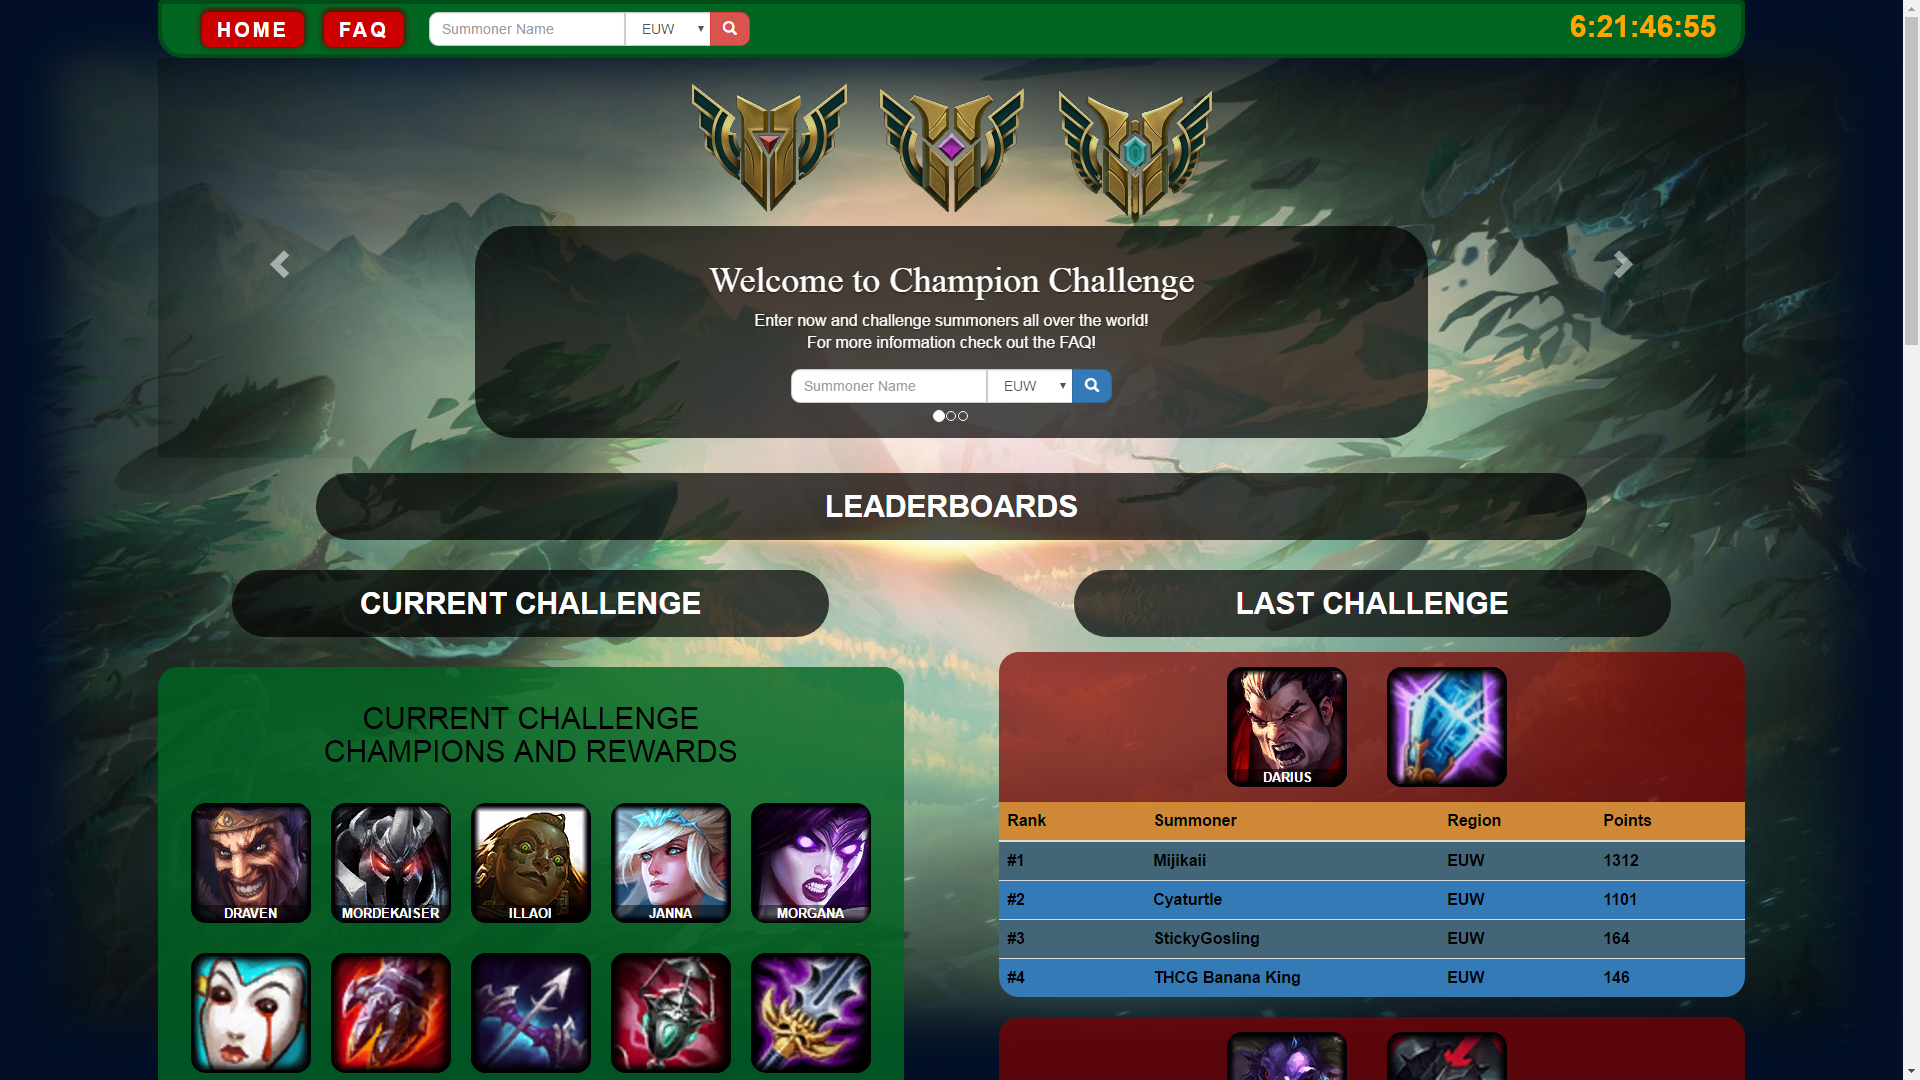 HOME FAQ Summoner Name EUW 6:21:46:55
Welcome to Champion Challenge
Enter now and challenge summoners all over the world!
For more information check out the FAQ!
Summoner Name EUW
LEADERBOARDS
CURRENT CHALLENGE
CURRENT CHALLENGE
CHAMPIONS AND REWARDS
DRAVEN MORDEKAISER ILLAOI JANNA MORGANA
LAST CHALLENGE
DARIUS
Rank Summoner Region Points
#1 Mijikaii EUW 1312
#2 Cyaturtle EUW 1101
#3 StickyGosling EUW 164
#4 THCG Banana King EUW 146